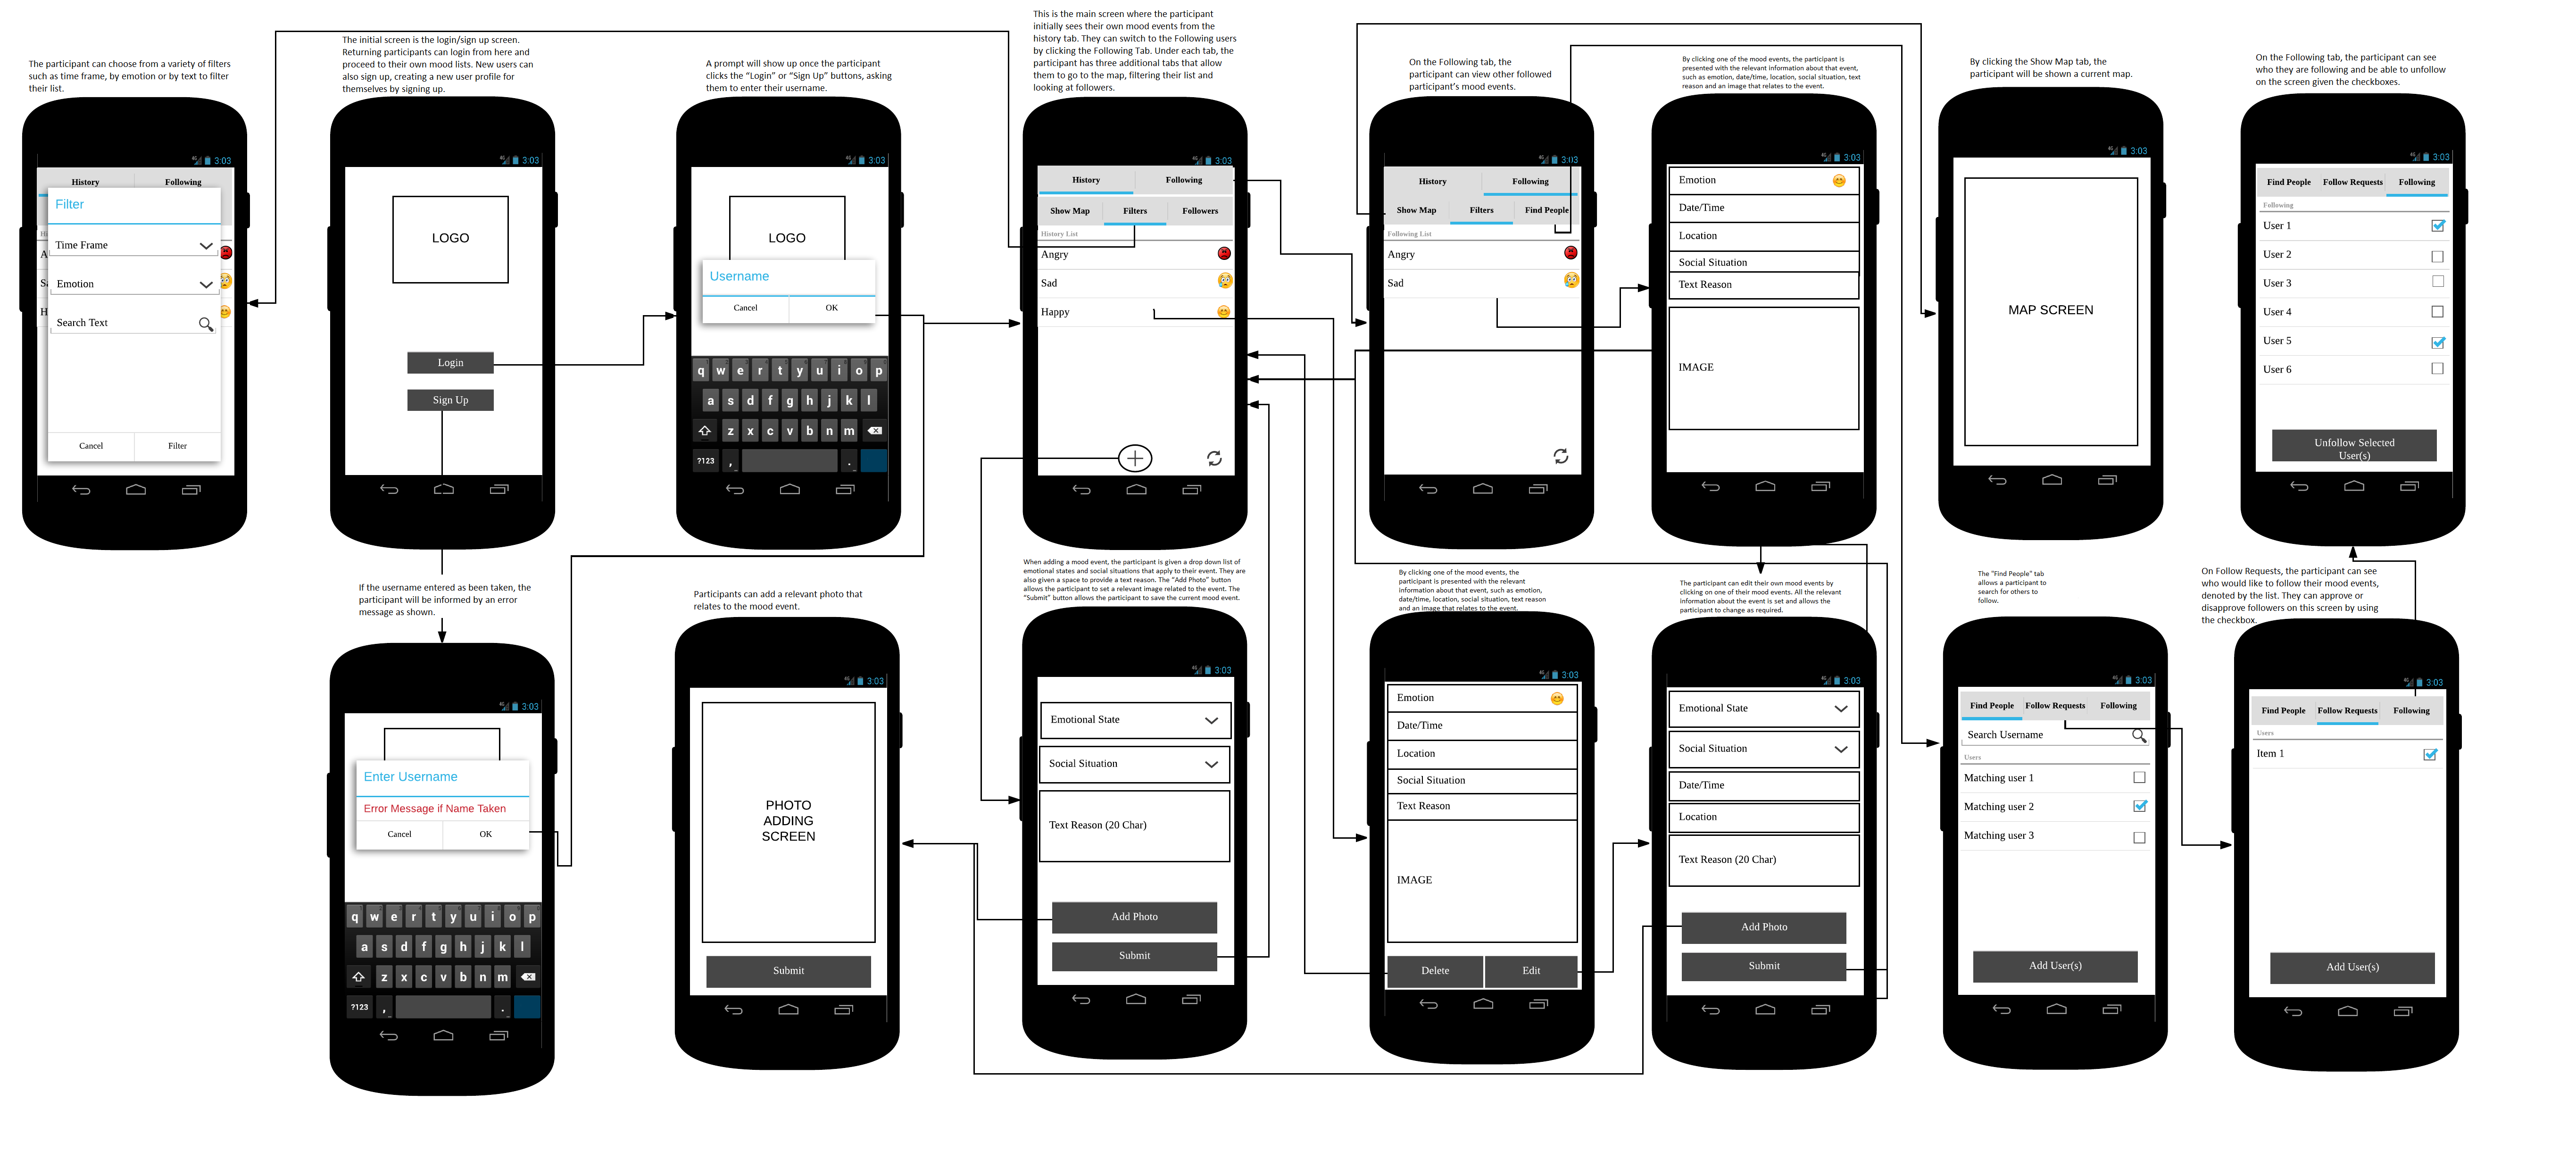 The participant can choose from a variety of filters
such as time frame, by emotion or by text to filter
their list.
3:03
History Following
Filter
Time Frame
Emotion
Search Text
Cancel Filter
The initial screen is the login/sign up screen.
Returning participants can login from here and
proceed to their own mood lists. New users can
also sign up, creating a new user profile for
themselves by signing up.
3:03
LOGO
Login
Sign Up
A prompt will show up once the participant
clicks the “Login” or “Sign Up” buttons, asking
them to enter their username.
3:03
LOGO
Username
Cancel OK
q w e r t y u i o p
a s d f g h j k l
z x c v b n m
?123 , .
This is the main screen where the participant
initially sees their own mood events from the
history tab. They can switch to the Following users
by clicking the Following Tab. Under each tab, the
participant has three additional tabs that allow
them to go to the map, filtering their list and
looking at followers.
3:03
History Following
Show Map Filters Followers
History List
Angry
Sad
Happy
On the Following tab, the
participant can view other followed
participant’s mood events.
3:03
History Following
Show Map Filters Find People
Following List
Angry
Sad
By clicking one of the mood events, the participant is
presented with the relevant information about that event,
such as emotion, date/time, location, social situation, text
reason and an image that relates to the event.
3:03
Emotion
Date/Time
Location
Social Situation
Text Reason
IMAGE
By clicking the Show Map tab, the
participant will be shown a current map.
3:03
MAP SCREEN
On the Following tab, the participant can see
who they are following and be able to unfollow
on the screen given the checkboxes.
3:03
Find People Follow Requests Following
Following
User 1
User 2
User 3
User 4
User 5
User 6
Unfollow Selected
User(s)
If the username entered as been taken, the
participant will be informed by an error
message as shown.
3:03
Enter Username
Error Message if Name Taken
Cancel OK
q w e r t y u i o p
a s d f g h j k l
z x c v b n m
?123 , .
Participants can add a relevant photo that
relates to the mood event.
3:03
PHOTO
ADDING
SCREEN
Submit
When adding a mood event, the participant is given a drop down list of
emotional states and social situations that apply to their event. They are
also given a space to provide a text reason. The “Add Photo” button
allows the participant to set a relevant image related to the event. The
“Submit” button allows the participant to save the current mood event.
3:03
Emotional State
Social Situation
Text Reason (20 Char)
Add Photo
Submit
By clicking one of the mood events, the
participant is presented with the relevant
information about that event, such as emotion,
date/time, location, social situation, text reason
and an image that relates to the event.
3:03
Emotion
Date/Time
Location
Social Situation
Text Reason
IMAGE
Delete Edit
The participant can edit their own mood events by
clicking on one of their mood events. All the relevant
information about the event is set and allows the
participant to change as required.
3:03
Emotional State
Social Situation
Date/Time
Location
Text Reason (20 Char)
Add Photo
Submit
The “Find People” tab
allows a participant to
search for others to
follow.
3:03
Find People Follow Requests Following
Search Username
Users
Matching user 1
Matching user 2
Matching user 3
Add User(s)
On Follow Requests, the participant can see
who would like to follow their mood events,
denoted by the list. They can approve or
disapprove followers on this screen by using
the checkbox.
3:03
Find People Follow Requests Following
Users
Item 1
Add User(s)